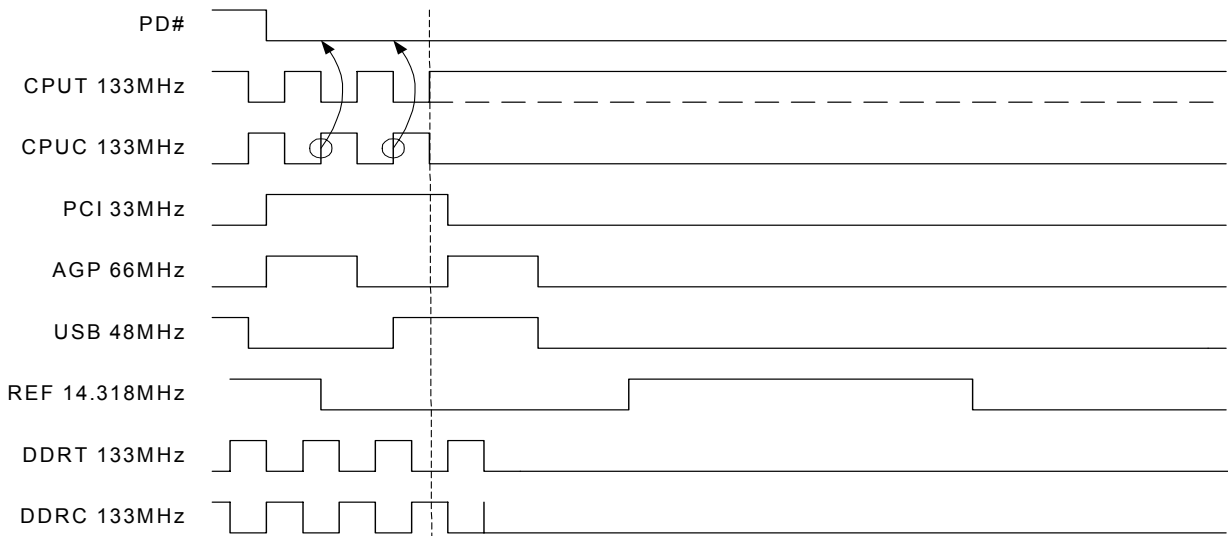 PD#
CPUT 133MHz
CPUC 133MHz
PCI 33MHz
AGP 66MHz
USB 48MHz
REF 14.318MHz
DDRT 133MHz
DDRC 133MHz